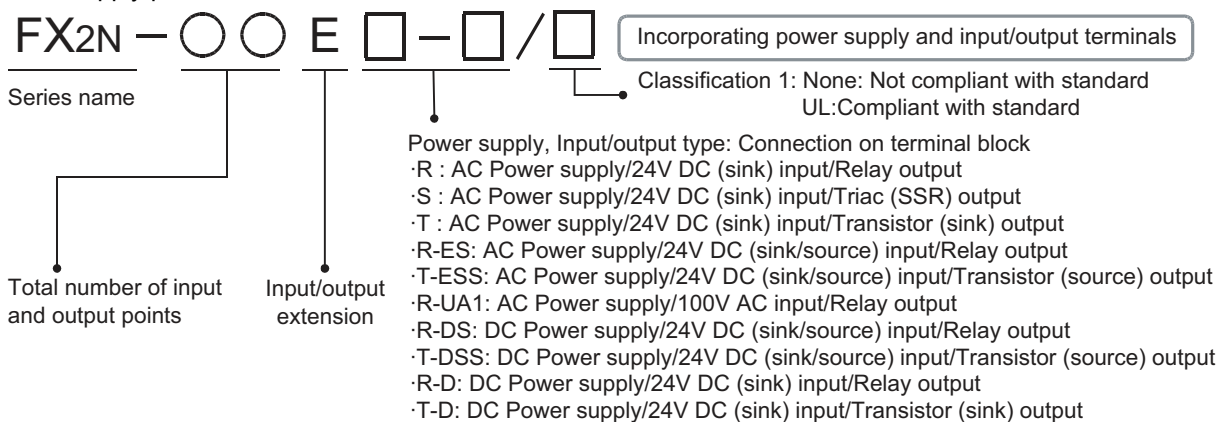 FX2N – ○○ E □ – □ / □
Incorporating power supply and input/output terminals
Series name
Classification 1: None: Not compliant with standard
UL:Compliant with standard
Power supply, Input/output type: Connection on terminal block
·R : AC Power supply/24V DC (sink) input/Relay output
·S : AC Power supply/24V DC (sink) input/Triac (SSR) output
·T : AC Power supply/24V DC (sink) input/Transistor (sink) output
·R-ES: AC Power supply/24V DC (sink/source) input/Relay output
·T-ESS: AC Power supply/24V DC (sink/source) input/Transistor (source) output
·R-UA1: AC Power supply/100V AC input/Relay output
·R-DS: DC Power supply/24V DC (sink/source) input/Relay output
·T-DSS: DC Power supply/24V DC (sink/source) input/Transistor (source) output
·R-D: DC Power supply/24V DC (sink) input/Relay output
·T-D: DC Power supply/24V DC (sink) input/Transistor (sink) output
Total number of input
and output points
Input/output
extension